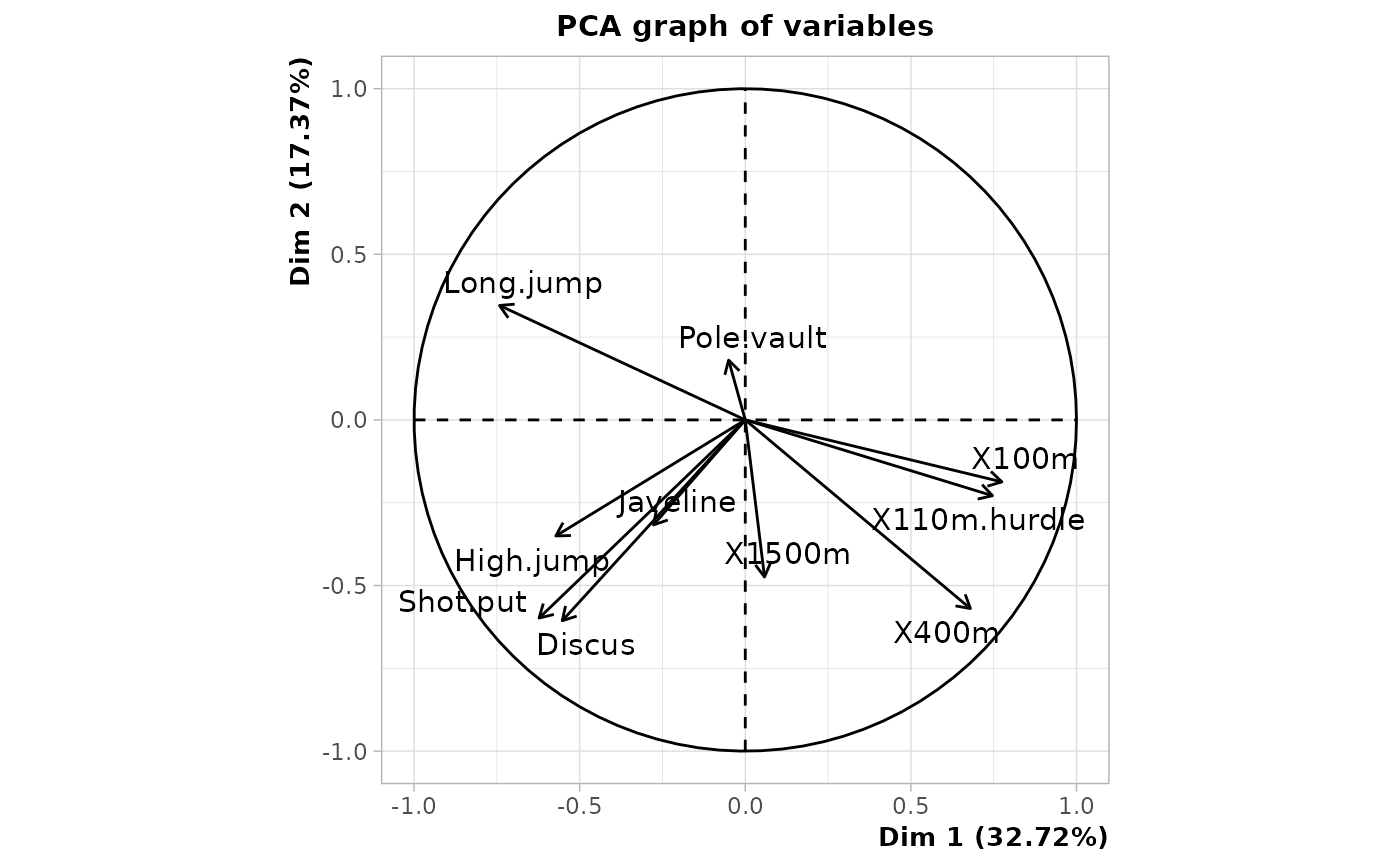 PCA graph of variables
Dim 2 (17.37%)
1.0
0.5
0.0
-0.5
-1.0
Long.jump
Pole.vault
X100m
Javeline
X110m.hurdle
High.jump
X1500m
Shot.put
Discus
X400m
-1.0
-0.5
0.0
0.5
1.0
Dim 1 (32.72%)